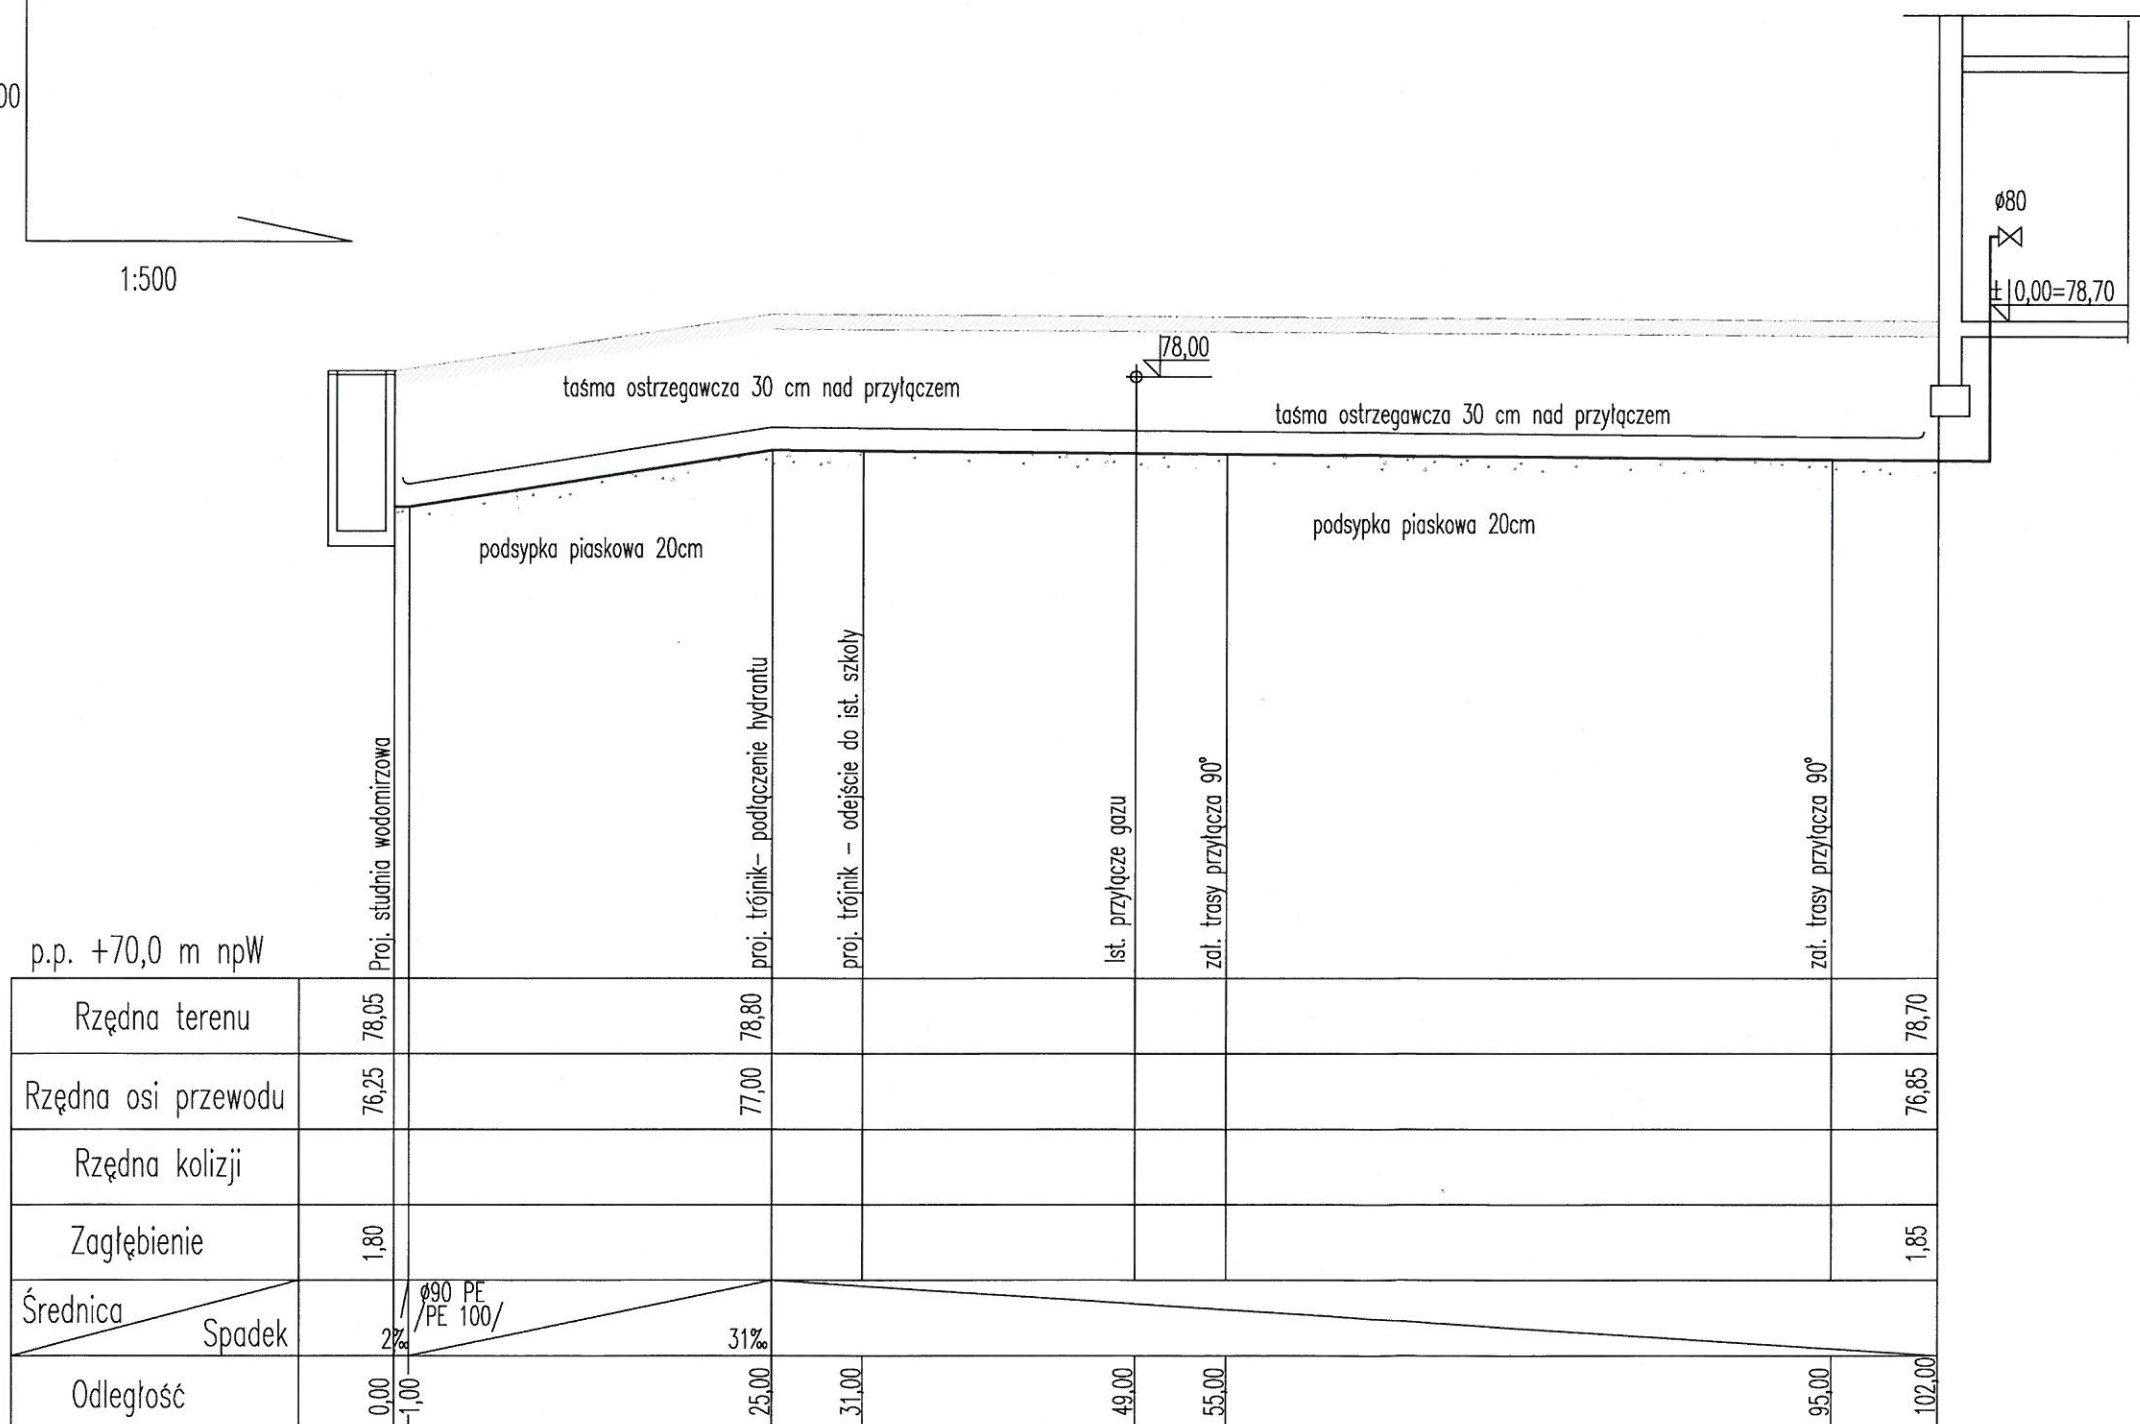 00
1:500
ø80
±0,00=78,70
78,00
taśma ostrzegawcza 30 cm nad przyłączem
taśma ostrzegawcza 30 cm nad przyłączem
podsypka piaskowa 20cm
podsypka piaskowa 20cm
Proj. studnia wodomirzowa
proj. trójnik- podłączenie hydrantu
proj. trójnik - odejście do ist. szkoły
Ist. przyłącze gazu
zał. trasy przyłącza 90°
zał. trasy przyłącza 90°
p.p. +70,0 m npW
Rzędna terenu 78,05 78,80 78,70
Rzędna osi przewodu 76,25 77,00 76,85
Rzędna kolizji
Zagłębienie 1,80 1,85
Średnica ø90 PE
/PE 100/
Spadek 2‰ 31‰
Odległość 0,00 1,00 25,00 31,00 49,00 55,00 95,00 102,00